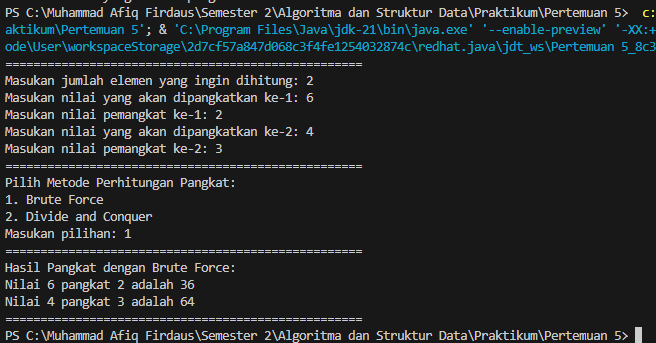 PS C:\Muhammad Afiq Firdaus\Semester 2\Algoritma dan Struktur Data\Praktikum\Pertemuan 5> c:
aktikum\Pertemuan 5'; & 'C:\Program Files\Java\jdk-21\bin\java.exe' '--enable-preview' '-XX:+
ode\User\workspaceStorage\2d7cf57a847d068c3f4fe1254032874c\redhat.java\jdt_ws\Pertemuan 5_8c3
==================================================
Masukan jumlah elemen yang ingin dihitung: 2
Masukan nilai yang akan dipangkatkan ke-1: 6
Masukan nilai pemangkat ke-1: 2
Masukan nilai yang akan dipangkatkan ke-2: 4
Masukan nilai pemangkat ke-2: 3
==================================================
Pilih Metode Perhitungan Pangkat:
1. Brute Force
2. Divide and Conquer
Masukan pilihan: 1
==================================================
Hasil Pangkat dengan Brute Force:
Nilai 6 pangkat 2 adalah 36
Nilai 4 pangkat 3 adalah 64
==================================================
PS C:\Muhammad Afiq Firdaus\Semester 2\Algoritma dan Struktur Data\Praktikum\Pertemuan 5>